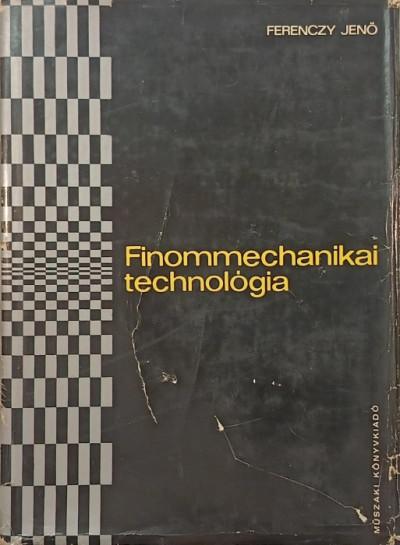 FERENCZY JENŐ
Finommechanikai
technológia
MŰSZAKI KÖNYVKIADÓ